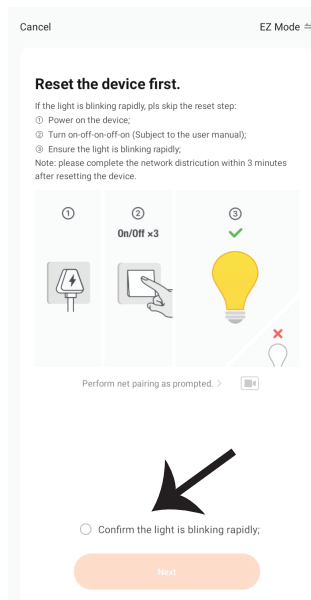 Cancel
EZ Mode
Reset the device first.
If the light is blinking rapidly, pls skip the reset step:
① Power on the device;
② Turn on-off-on-off-on (Subject to the user manual);
③ Ensure the light is blinking rapidly;
Note: please complete the network districution within 3 minutes
after resetting the device.
① ② ③
On/Off ×3
Perform net pairing as prompted. >
Confirm the light is blinking rapidly;
Next